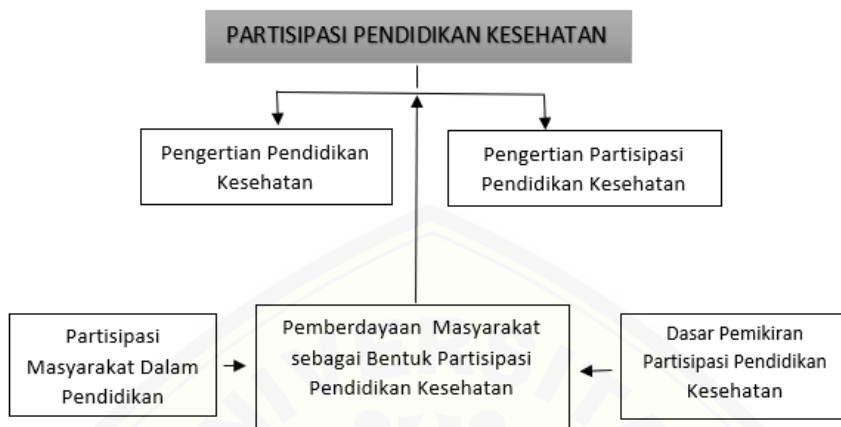 PARTISIPASI PENDIDIKAN KESEHATAN
Pengertian Pendidikan
Kesehatan
Pengertian Partisipasi
Pendidikan Kesehatan
Partisipasi
Masyarakat Dalam
Pendidikan
Pemberdayaan Masyarakat
sebagai Bentuk Partisipasi
Pendidikan Kesehatan
Dasar Pemikiran
Partisipasi Pendidikan
Kesehatan
UNIVERSITA